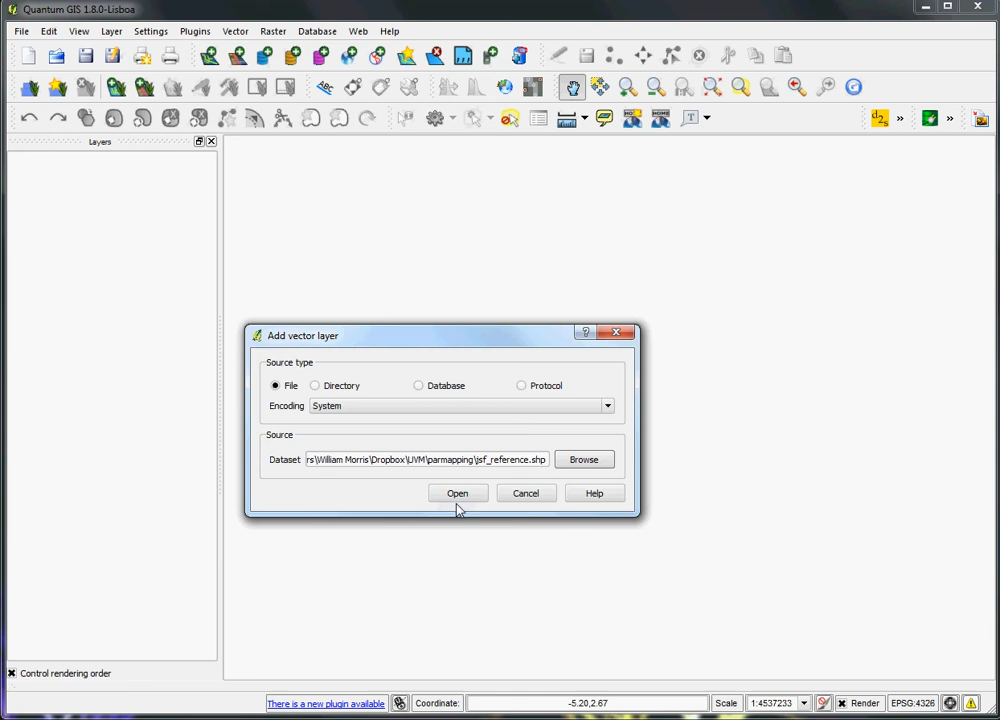 Quantum GIS 1.8.0-Lisboa
File Edit View Layer Settings Plugins Vector Raster Database Web Help
Layers
Add vector layer
Source type
File Directory Database Protocol
Encoding System
Source
Dataset rs\William Morris\Dropbox\UVM\parmapping\jsf_reference.shp Browse
Open Cancel Help
Control rendering order
There is a new plugin available Coordinate: -5.20,2.67 Scale 1:4537233 Render EPSG:4326